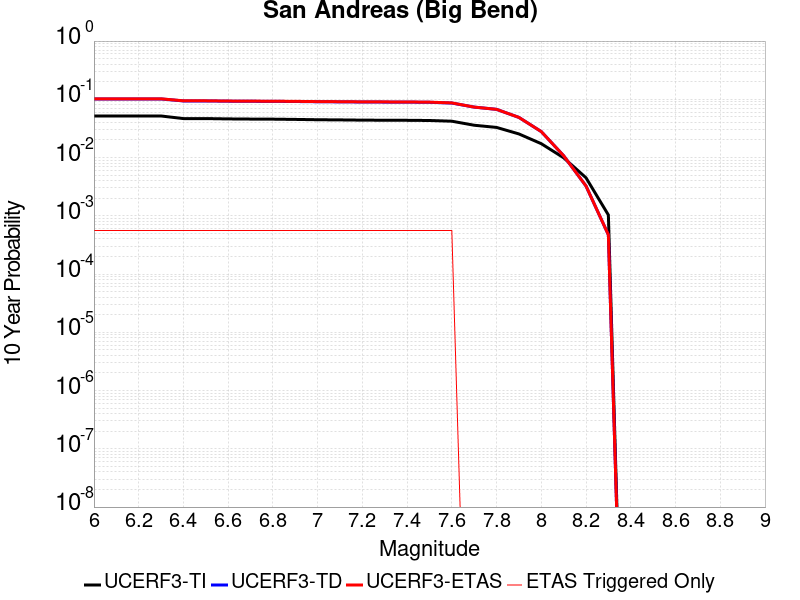 San Andreas (Big Bend)
10^0
10^-1
10^-2
10^-3
10^-4
10^-5
10^-6
10^-7
10^-8
10 Year Probability
6 6.2 6.4 6.6 6.8 7 7.2 7.4 7.6 7.8 8 8.2 8.4 8.6 8.8 9
Magnitude
UCERF3-TI UCERF3-TD UCERF3-ETAS ETAS Triggered Only